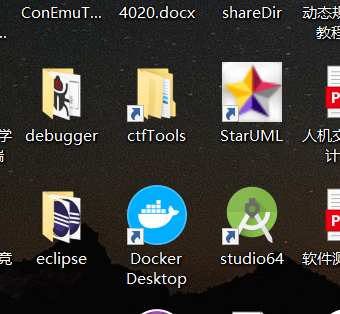 ConEmuT...
4020.docx
shareDir
动态规
教程
学
debugger
ctfTools
StarUML
人机交
计
竞
eclipse
Docker
Desktop
studio64
软件测